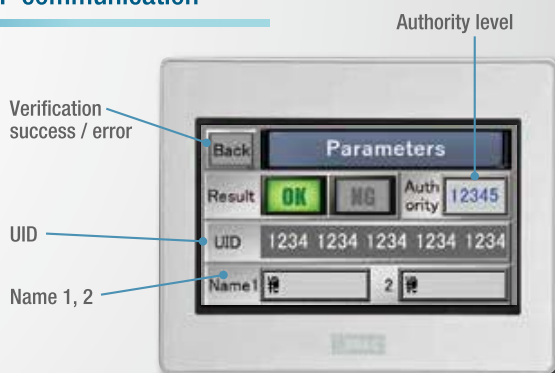 communication
Authority level
Verification
success / error
Back
Parameters
Result
OK
NG
Auth
ority
12345
UID
UID
1234 1234 1234 1234 1234
Name 1, 2
Name1
2